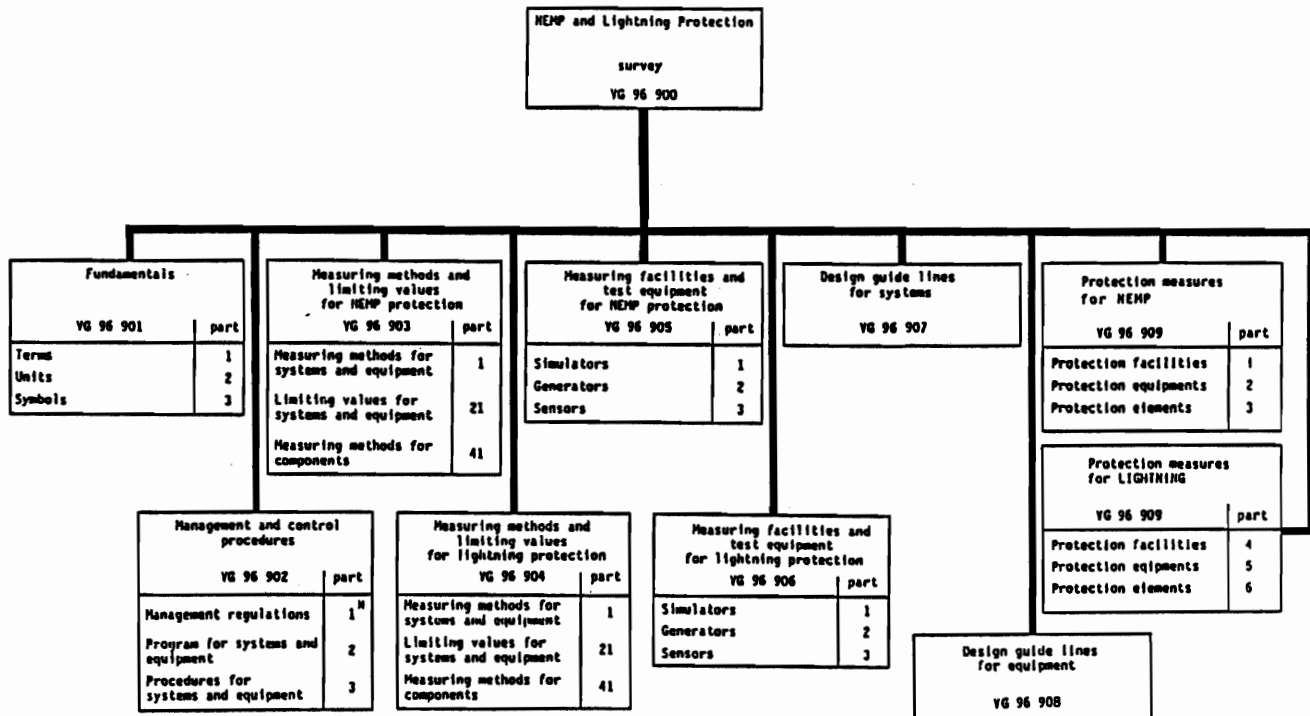 NEMP and Lightning Protection
survey
VG 96 900
Fundamentals
VG 96 901 part
Terms 1
Units 2
Symbols 3
Measuring methods and
limiting values
for NEMP protection
VG 96 903 part
Measuring methods for
systems and equipment 1
Limiting values for
systems and equipment 21
Measuring methods for
components 41
Measuring facilities and
test equipment
for NEMP protection
VG 96 905 part
Simulators 1
Generators 2
Sensors 3
Design guide lines
for systems
VG 96 907
Protection measures
for NEMP
VG 96 909 part
Protection facilities 1
Protection equipments 2
Protection elements 3
Protection measures
for LIGHTNING
VG 96 909 part
Protection facilities 4
Protection eqipments 5
Protection elements 6
Management and control
procedures
VG 96 902 part
Management regulations 1*
Program for systems and
equipment 2
Procedures for
systems and equipment 3
Measuring methods and
limiting values
for lightning protection
VG 96 904 part
Measuring methods for
systems and equipment 1
Limiting values for
systems and equipment 21
Measuring methods for
components 41
Measuring facilities and
test equipment
for lightning protection
VG 96 906 part
Simulators 1
Generators 2
Sensors 3
Design guide lines
for equipment
VG 96 908